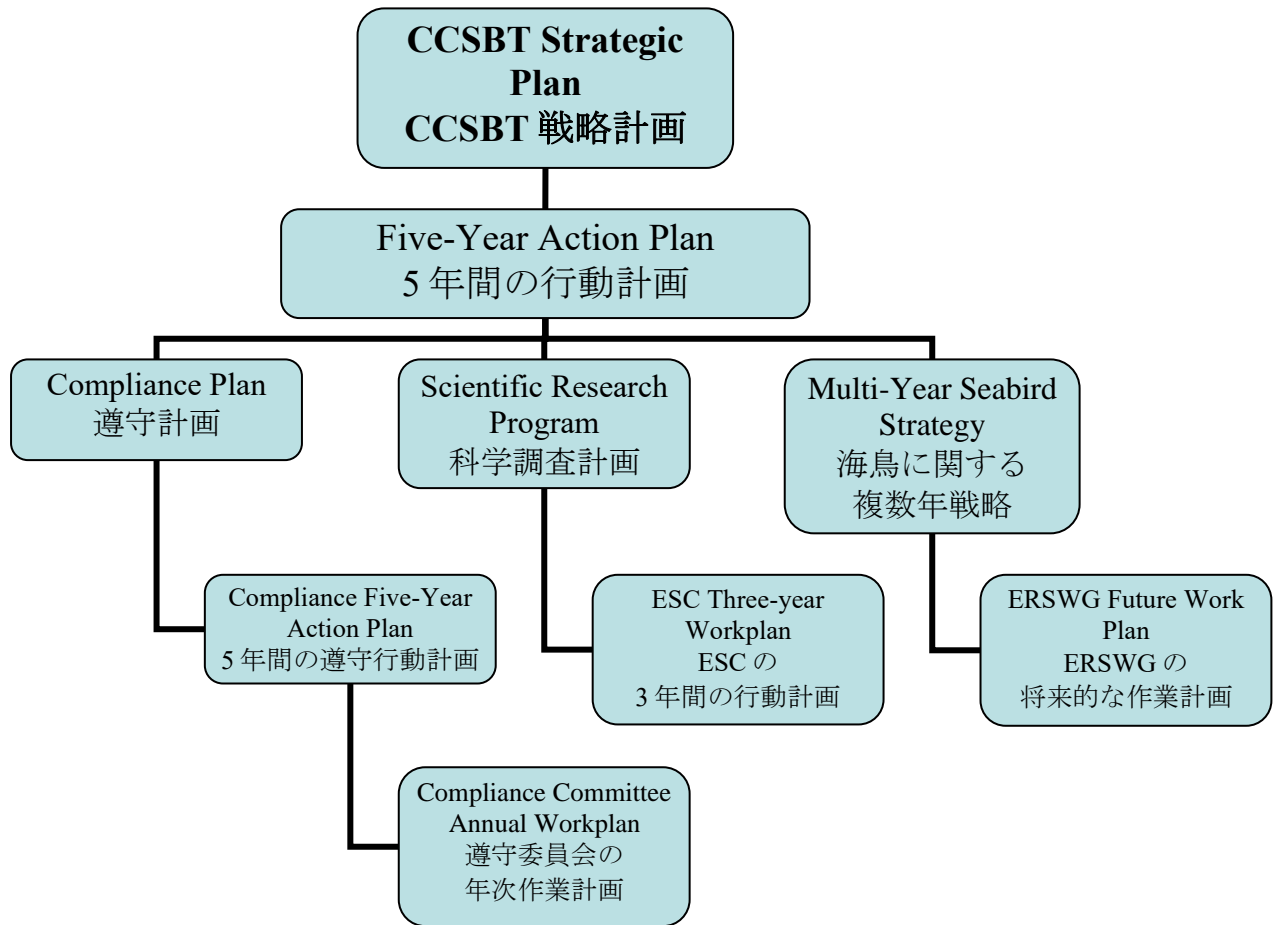 CCSBT Strategic
Plan
CCSBT 戦略計画
Five-Year Action Plan
5 年間の行動計画
Compliance Plan
遵守計画
Scientific Research
Program
科学調査計画
Multi-Year Seabird
Strategy
海鳥に関する
複数年戦略
Compliance Five-Year
Action Plan
5 年間の遵守行動計画
ESC Three-year
Workplan
ESC の
3 年間の行動計画
ERSWG Future Work
Plan
ERSWG の
将来的な作業計画
Compliance Committee
Annual Workplan
遵守委員会の
年次作業計画